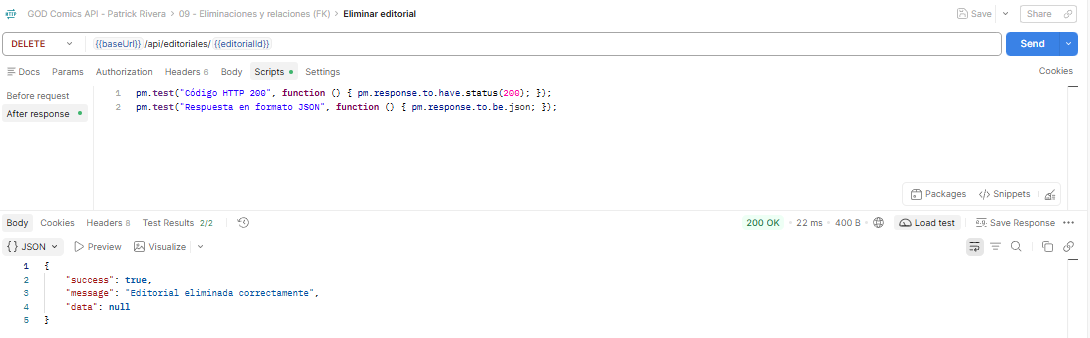 GOD Comics API - Patrick Rivera > 09 - Eliminaciones y relaciones (FK) > Eliminar editorial
Save
Share
DELETE {{baseUrl}} /api/editoriales/ {{editorialId}}
Send
Docs Params Authorization Headers 6 Body Scripts Settings
Cookies
Before request
After response
1 pm.test("Código HTTP 200", function () { pm.response.to.have.status(200); });
2 pm.test("Respuesta en formato JSON", function () { pm.response.to.be.json; });
Packages </> Snippets
Body Cookies Headers 8 Test Results 2/2
200 OK • 22 ms • 400 B • Load test e.g. Save Response
{} JSON Preview Visualize
1 {
2 "success": true,
3 "message": "Editorial eliminada correctamente",
4 "data": null
5 }